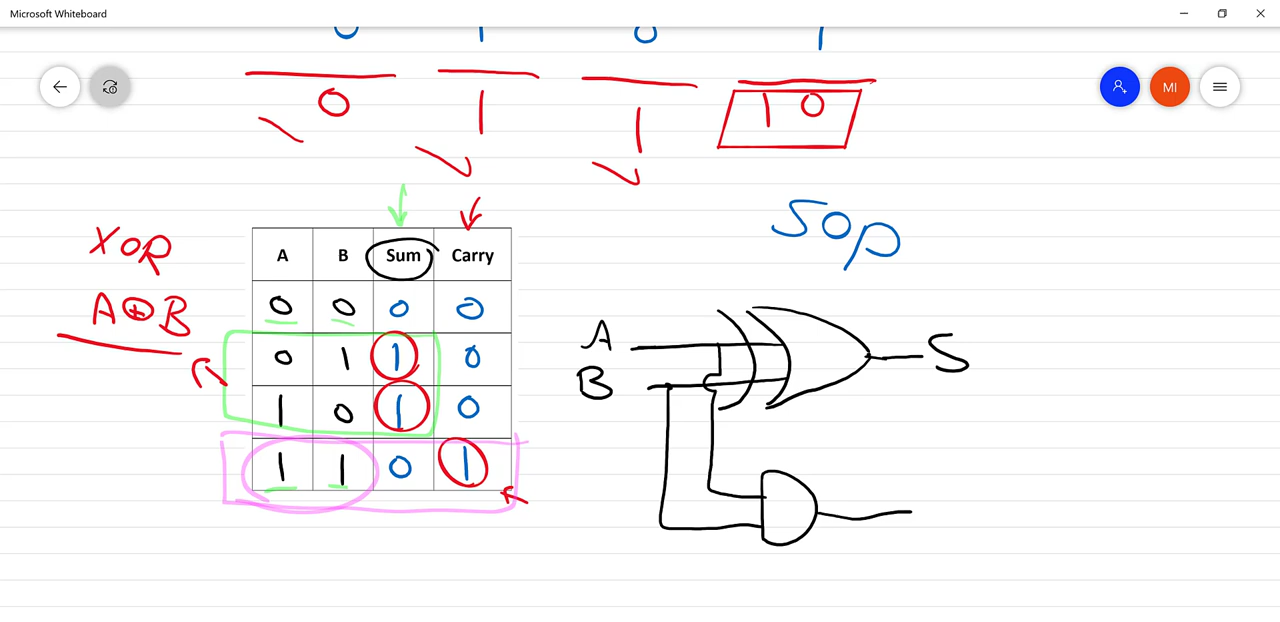 Microsoft Whiteboard
0 1 0 1
0 1 1 1 0
MI
SOP
XOR
A⊕B
A B Sum Carry
0 0 0 0
0 1 1 0
1 0 1 0
1 1 0 1
A
B
S